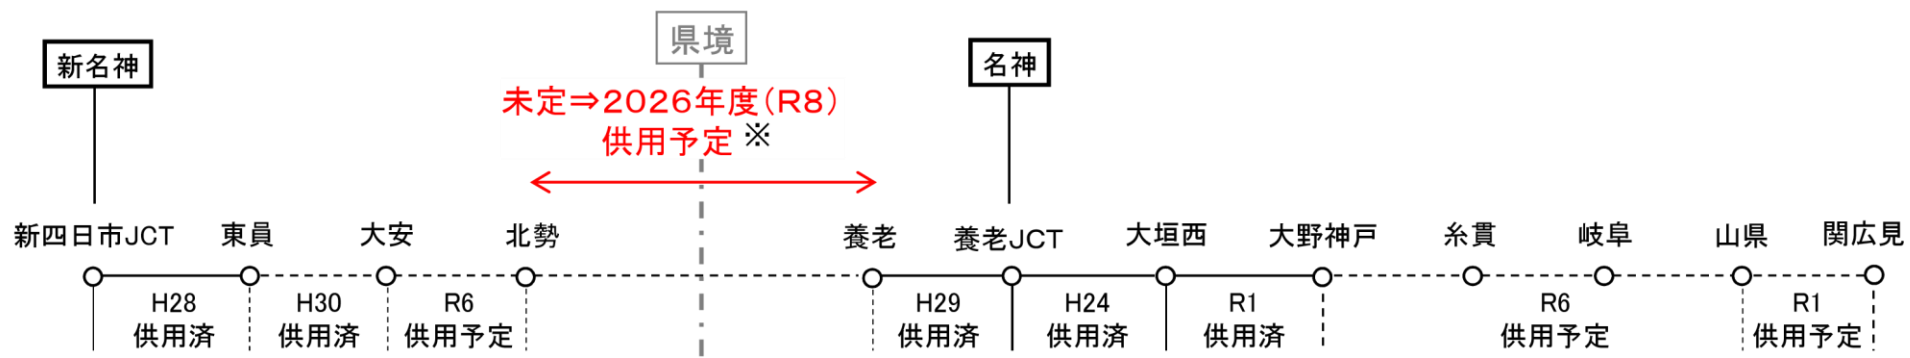 県境
新名神
名神
未定⇒2026年度(R8)
供用予定※
新四日市JCT 東員 大安 北勢 養老 養老JCT 大垣西 大野神戸 糸貫 岐阜 山県 関広見
H28 H30 R6 H29 H24 R1 R6 R1
供用済 供用済 供用予定 供用済 供用済 供用済 供用予定 供用予定